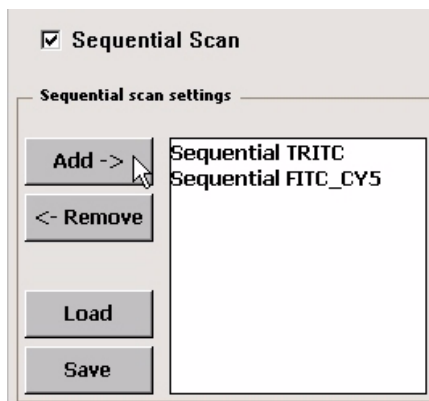 Sequential Scan
Sequential scan settings
Add ->
<- Remove
Load
Save
Sequential TRITC
Sequential FITC_CY5